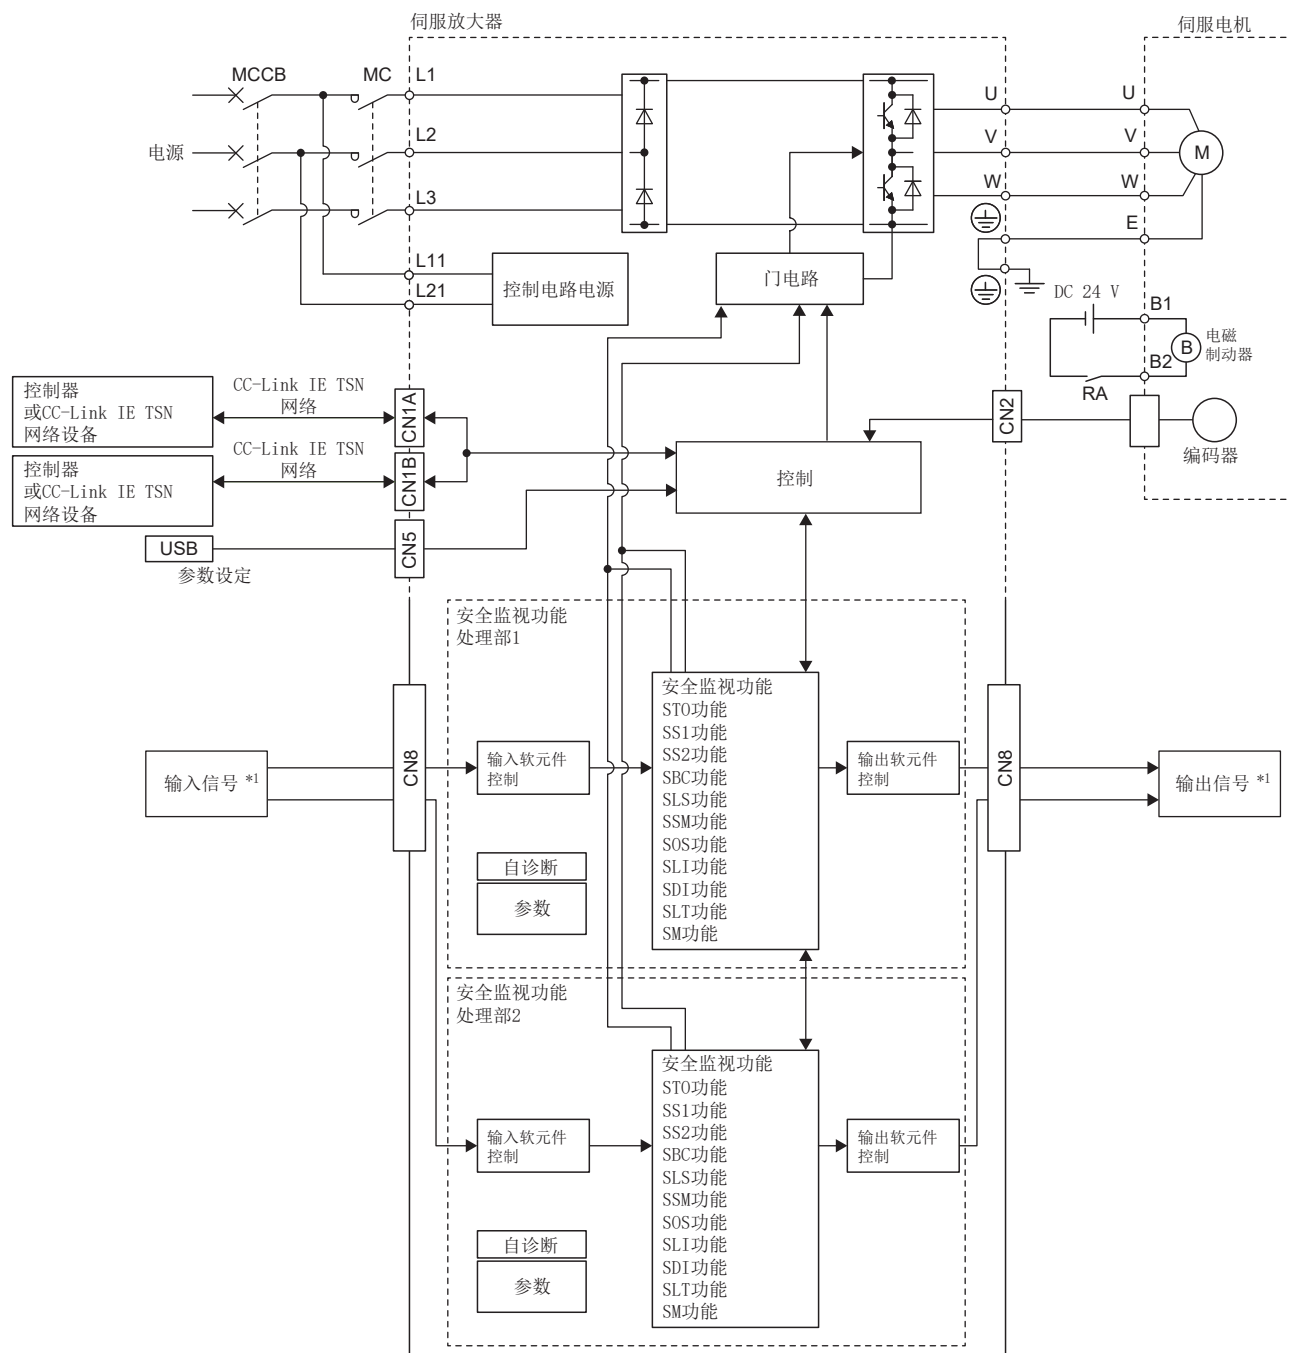 伺服放大器
伺服电机
MCCB
MC
L1
L2
L3
电源
U
V
W
U
V
W
E
M
L11
L21
控制电路电源
门电路
DC 24 V
B1
B2
B
电磁
制动器
RA
控制器
或CC-Link IE TSN
网络设备
CC-Link IE TSN
网络
CN1A
控制器
或CC-Link IE TSN
网络设备
CC-Link IE TSN
网络
CN1B
CN2
编码器
控制
USB
参数设定
CN5
安全监视功能
处理部1
输入信号 *1
CN8
输入软元件
控制
自诊断
参数
安全监视功能
STO功能
SS1功能
SS2功能
SBC功能
SLS功能
SSM功能
SOS功能
SLI功能
SDI功能
SLT功能
SM功能
输出软元件
控制
CN8
输出信号 *1
安全监视功能
处理部2
输入软元件
控制
自诊断
参数
安全监视功能
STO功能
SS1功能
SS2功能
SBC功能
SLS功能
SSM功能
SOS功能
SLI功能
SDI功能
SLT功能
SM功能
输出软元件
控制